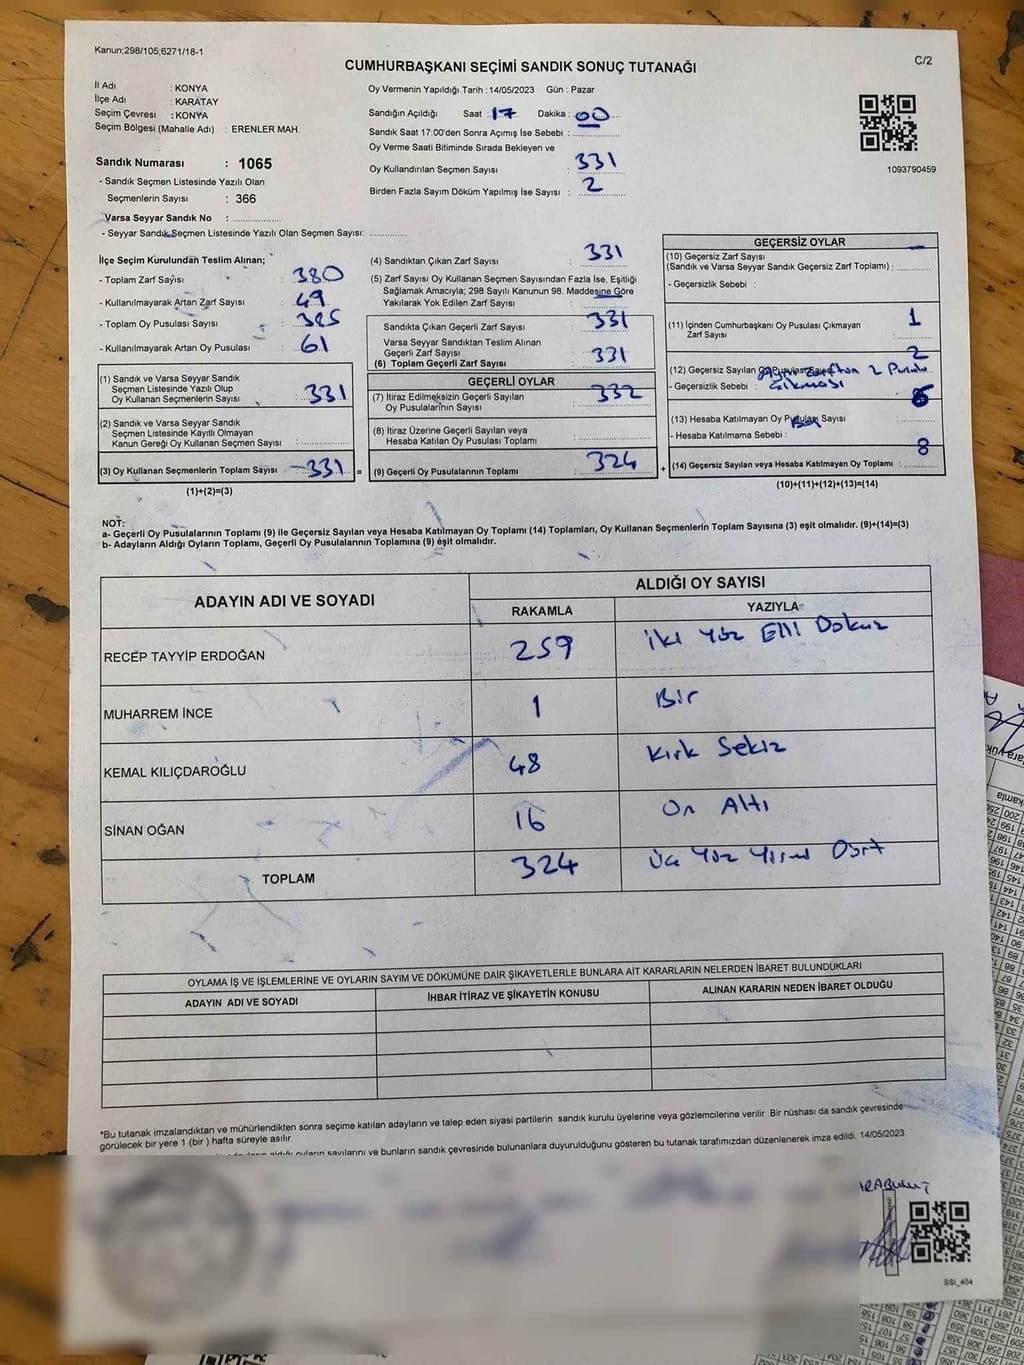 Kanun;298/105;6271/18-1
CUMHURBAŞKANI SEÇİMİ SANDIK SONUÇ TUTANAĞI
C/2
İl Adı : KONYA
İlçe Adı : KARATAY
Seçim Çevresi : KONYA
Seçim Bölgesi (Mahalle Adı) : ERENLER MAH.
Sandık Numarası : 1065
- Sandık Seçmen Listesinde Yazılı Olan
Seçmenlerin Sayısı : 366
Varsa Seyyar Sandık No : ................
- Seyyar Sandık Seçmen Listesinde Yazılı Olan Seçmen Sayısı: .............
Oy Vermenin Yapıldığı Tarih : 14/05/2023 Gün : Pazar
Sandığın Açıldığı Saat : 17 Dakika : 00
Sandık Saat 17:00'den Sonra Açımış İse Sebebi : ................
Oy Verme Saati Bitiminde Sırada Bekleyen ve
Oy Kullandırılan Seçmen Sayısı : 331
Birden Fazla Sayım Döküm Yapılmış İse Sayısı : 2
1093790459
İlçe Seçim Kurulundan Teslim Alınan;
- Toplam Zarf Sayısı : 380
- Kullanılmayarak Artan Zarf Sayısı : 49
- Toplam Oy Pusulası Sayısı : 385
- Kullanılmayarak Artan Oy Pusulası : 61
(1) Sandık ve Varsa Seyyar Sandık
Seçmen Listesinde Yazılı Olup
Oy Kullanan Seçmenlerin Sayısı : 331
(2) Sandık ve Varsa Seyyar Sandık
Seçmen Listesinde Kayıtlı Olmayan
Kanun Gereği Oy Kullanan Seçmen Sayısı : ................
(3) Oy Kullanan Seçmenlerin Toplam Sayısı : 331 =
(1)+(2)=(3)
(4) Sandıktan Çıkan Zarf Sayısı : 331
(5) Zarf Sayısı Oy Kullanan Seçmen Sayısından Fazla İse, Eşitliği
Sağlamak Amacıyla; 298 Sayılı Kanunun 98. Maddesine Göre
Yakılarak Yok Edilen Zarf Sayısı : ................
Sandıkta Çıkan Geçerli Zarf Sayısı : 331
Varsa Seyyar Sandıktan Teslim Alınan
Geçerli Zarf Sayısı :
(6) Toplam Geçerli Zarf Sayısı : 331
GEÇERLİ OYLAR
(7) İtiraz Edilmeksizin Geçerli Sayılan
Oy Pusulalarının Sayısı : 332
(8) İtiraz Üzerine Geçerli Sayılan veya
Hesaba Katılan Oy Pusulası Toplamı : ................
(9) Geçerli Oy Pusulalarının Toplamı : 324 +
GEÇERSİZ OYLAR
(10) Geçersiz Zarf Sayısı
(Sandık ve Varsa Seyyar Sandık Geçersiz Zarf Toplamı) : -
- Geçersizlik Sebebi :
(11) İçinden Cumhurbaşkanı Oy Pusulası Çıkmayan
Zarf Sayısı : 1
(12) Geçersiz Sayılan Oy Pusulası Sayısı : 2
- Geçersizlik Sebebi : Aynı Zarftan 2 Pusula
Çıkması
(13) Hesaba Katılmayan Oy Pusulası Sayısı
- Hesaba Katılmama Sebebi :
(14) Geçersiz Sayılan veya Hesaba Katılmayan Oy Toplamı : 8
(10)+(11)+(12)+(13)=(14)
NOT:
a- Geçerli Oy Pusulalarının Toplamı (9) ile Geçersiz Sayılan veya Hesaba Katılmayan Oy Toplamı (14) Toplamları, Oy Kullanan Seçmenlerin Toplam Sayısına (3) eşit olmalıdır. (9)+(14)=(3)
b- Adayların Aldığı Oyların Toplamı, Geçerli Oy Pusulalarının Toplamına (9) eşit olmalıdır.
ADAYIN ADI VE SOYADI ALDIĞI OY SAYISI
RAKAMLA YAZIYLA
RECEP TAYYİP ERDOĞAN 259 İki Yüz Elli Dokuz
MUHARREM İNCE 1 Bir
KEMAL KILIÇDAROĞLU 48 Kırk Sekiz
SİNAN OĞAN 16 On Altı
TOPLAM 324 Üç Yüz Yirmi Dört
OYLAMA İŞ VE İŞLEMLERİNE VE OYLARIN SAYIM VE DÖKÜMÜNE DAİR ŞİKAYETLERLE BUNLARA AİT KARARLARIN NELERDEN İBARET BULUNDUKLARI
ADAYIN ADI VE SOYADI İHBAR İTİRAZ VE ŞİKAYETİN KONUSU ALINAN KARARIN NEDEN İBARET OLDUĞU
*Bu tutanak imzalandıktan ve mühürlendikten sonra seçime katılan adayların ve talep eden siyasi partilerin sandık kurulu üyelerine veya gözlemcilerine verilir .Bir nüshası da sandık çevresinde
görülecek bir yere 1 (bir ) hafta süreyle asılır.
aldığı oyların sayılarını ve bunların sandık çevresinde bulunanlara duyurulduğunu gösteren bu tutanak tarafımızdan düzenlenerek imza edildi. 14/05/2023
SSI_404